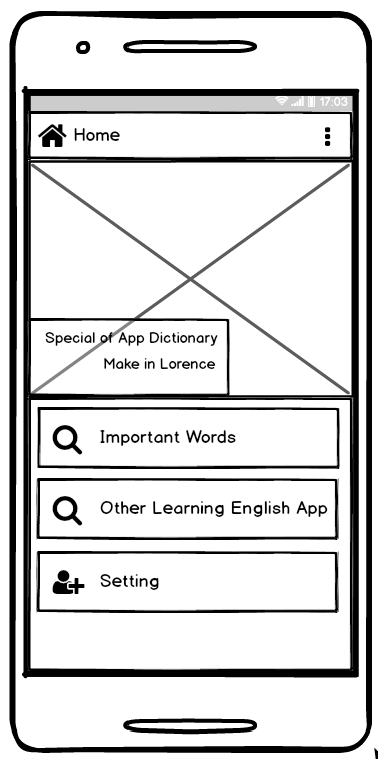 17:03
Home
Special of App Dictionary
Make in Lorence
Important Words
Other Learning English App
Setting